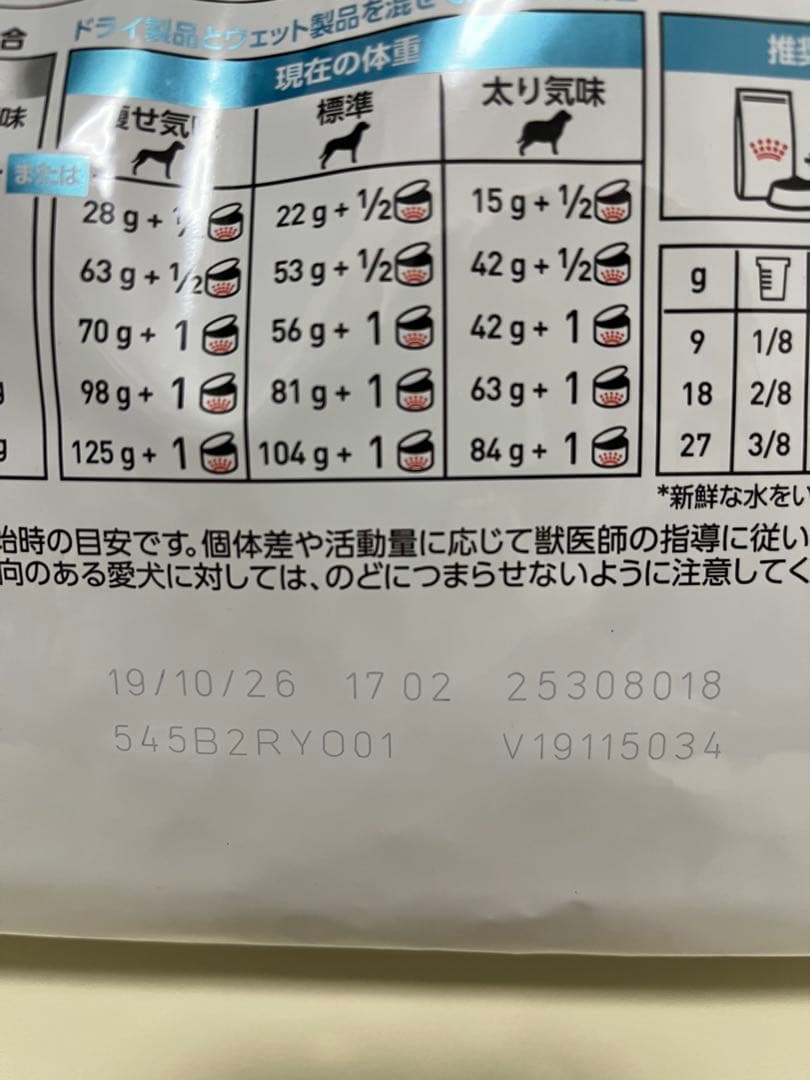 合
ドライ製品とウェット製品を混ぜ
現在の体重
推奨
味
痩せ気
標準
太り気味
または
28 g +
22 g + ½
15 g + ½
63 g + ½
53 g + ½
42 g + ½
g
70 g + 1
56 g + 1
42 g + 1
9 1/8
98 g + 1
81 g + 1
63 g + 1
18 2/8
g
125 g + 1
104 g + 1
84 g + 1
27 3/8
*新鮮な水をい
始時の目安です。個体差や活動量に応じて獣医師の指導に従い
向のある愛犬に対しては、のどにつまらせないように注意してく
19/10/26 17 02 25308018
545B2RYO01 V19115034